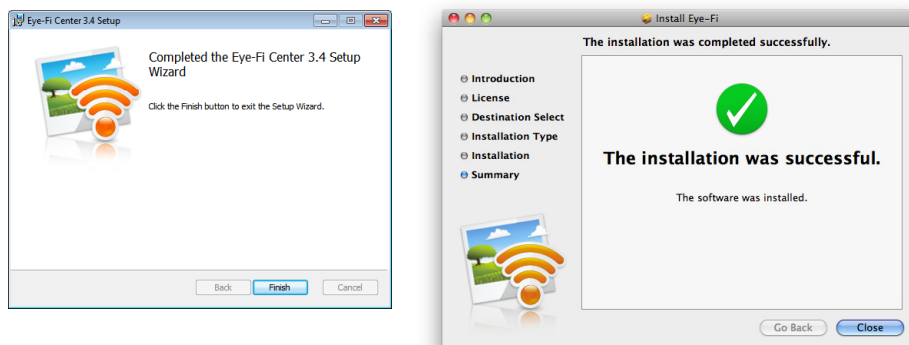 Eye-Fi Center 3.4 Setup
Completed the Eye-Fi Center 3.4 Setup
Wizard
Click the Finish button to exit the Setup Wizard.
Back
Finish
Cancel
Install Eye-Fi
The installation was completed successfully.
Introduction
License
Destination Select
Installation Type
Installation
Summary
The installation was successful.
The software was installed.
Go Back
Close